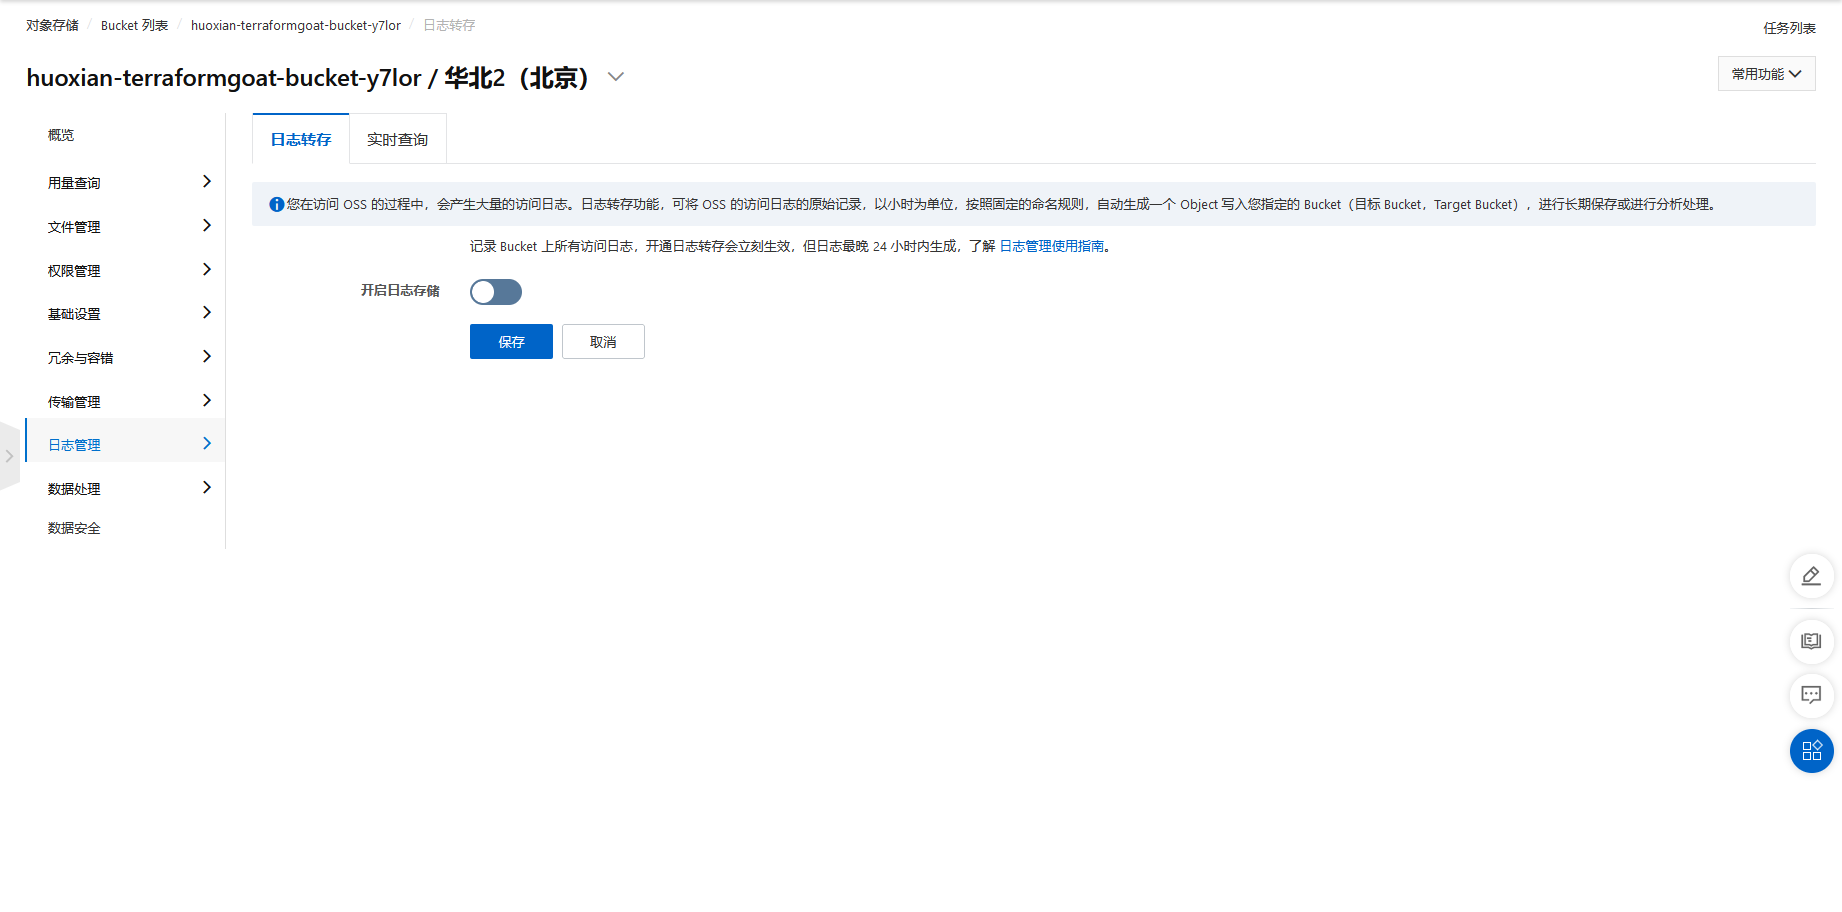 对象存储 / Bucket 列表 / huoxian-terraformgoat-bucket-y7lor / 日志转存
任务列表
huoxian-terraformgoat-bucket-y7lor / 华北2（北京）
常用功能
概览
用量查询
文件管理
权限管理
基础设置
冗余与容错
传输管理
日志管理
数据处理
数据安全
日志转存 实时查询
您在访问 OSS 的过程中，会产生大量的访问日志。日志转存功能，可将 OSS 的访问日志的原始记录，以小时为单位，按照固定的命名规则，自动生成一个 Object 写入您指定的 Bucket（目标 Bucket，Target Bucket），进行长期保存或进行分析处理。
记录 Bucket 上所有访问日志，开通日志转存会立刻生效，但日志最晚 24 小时内生成，了解 日志管理使用指南。
开启日志存储
保存 取消